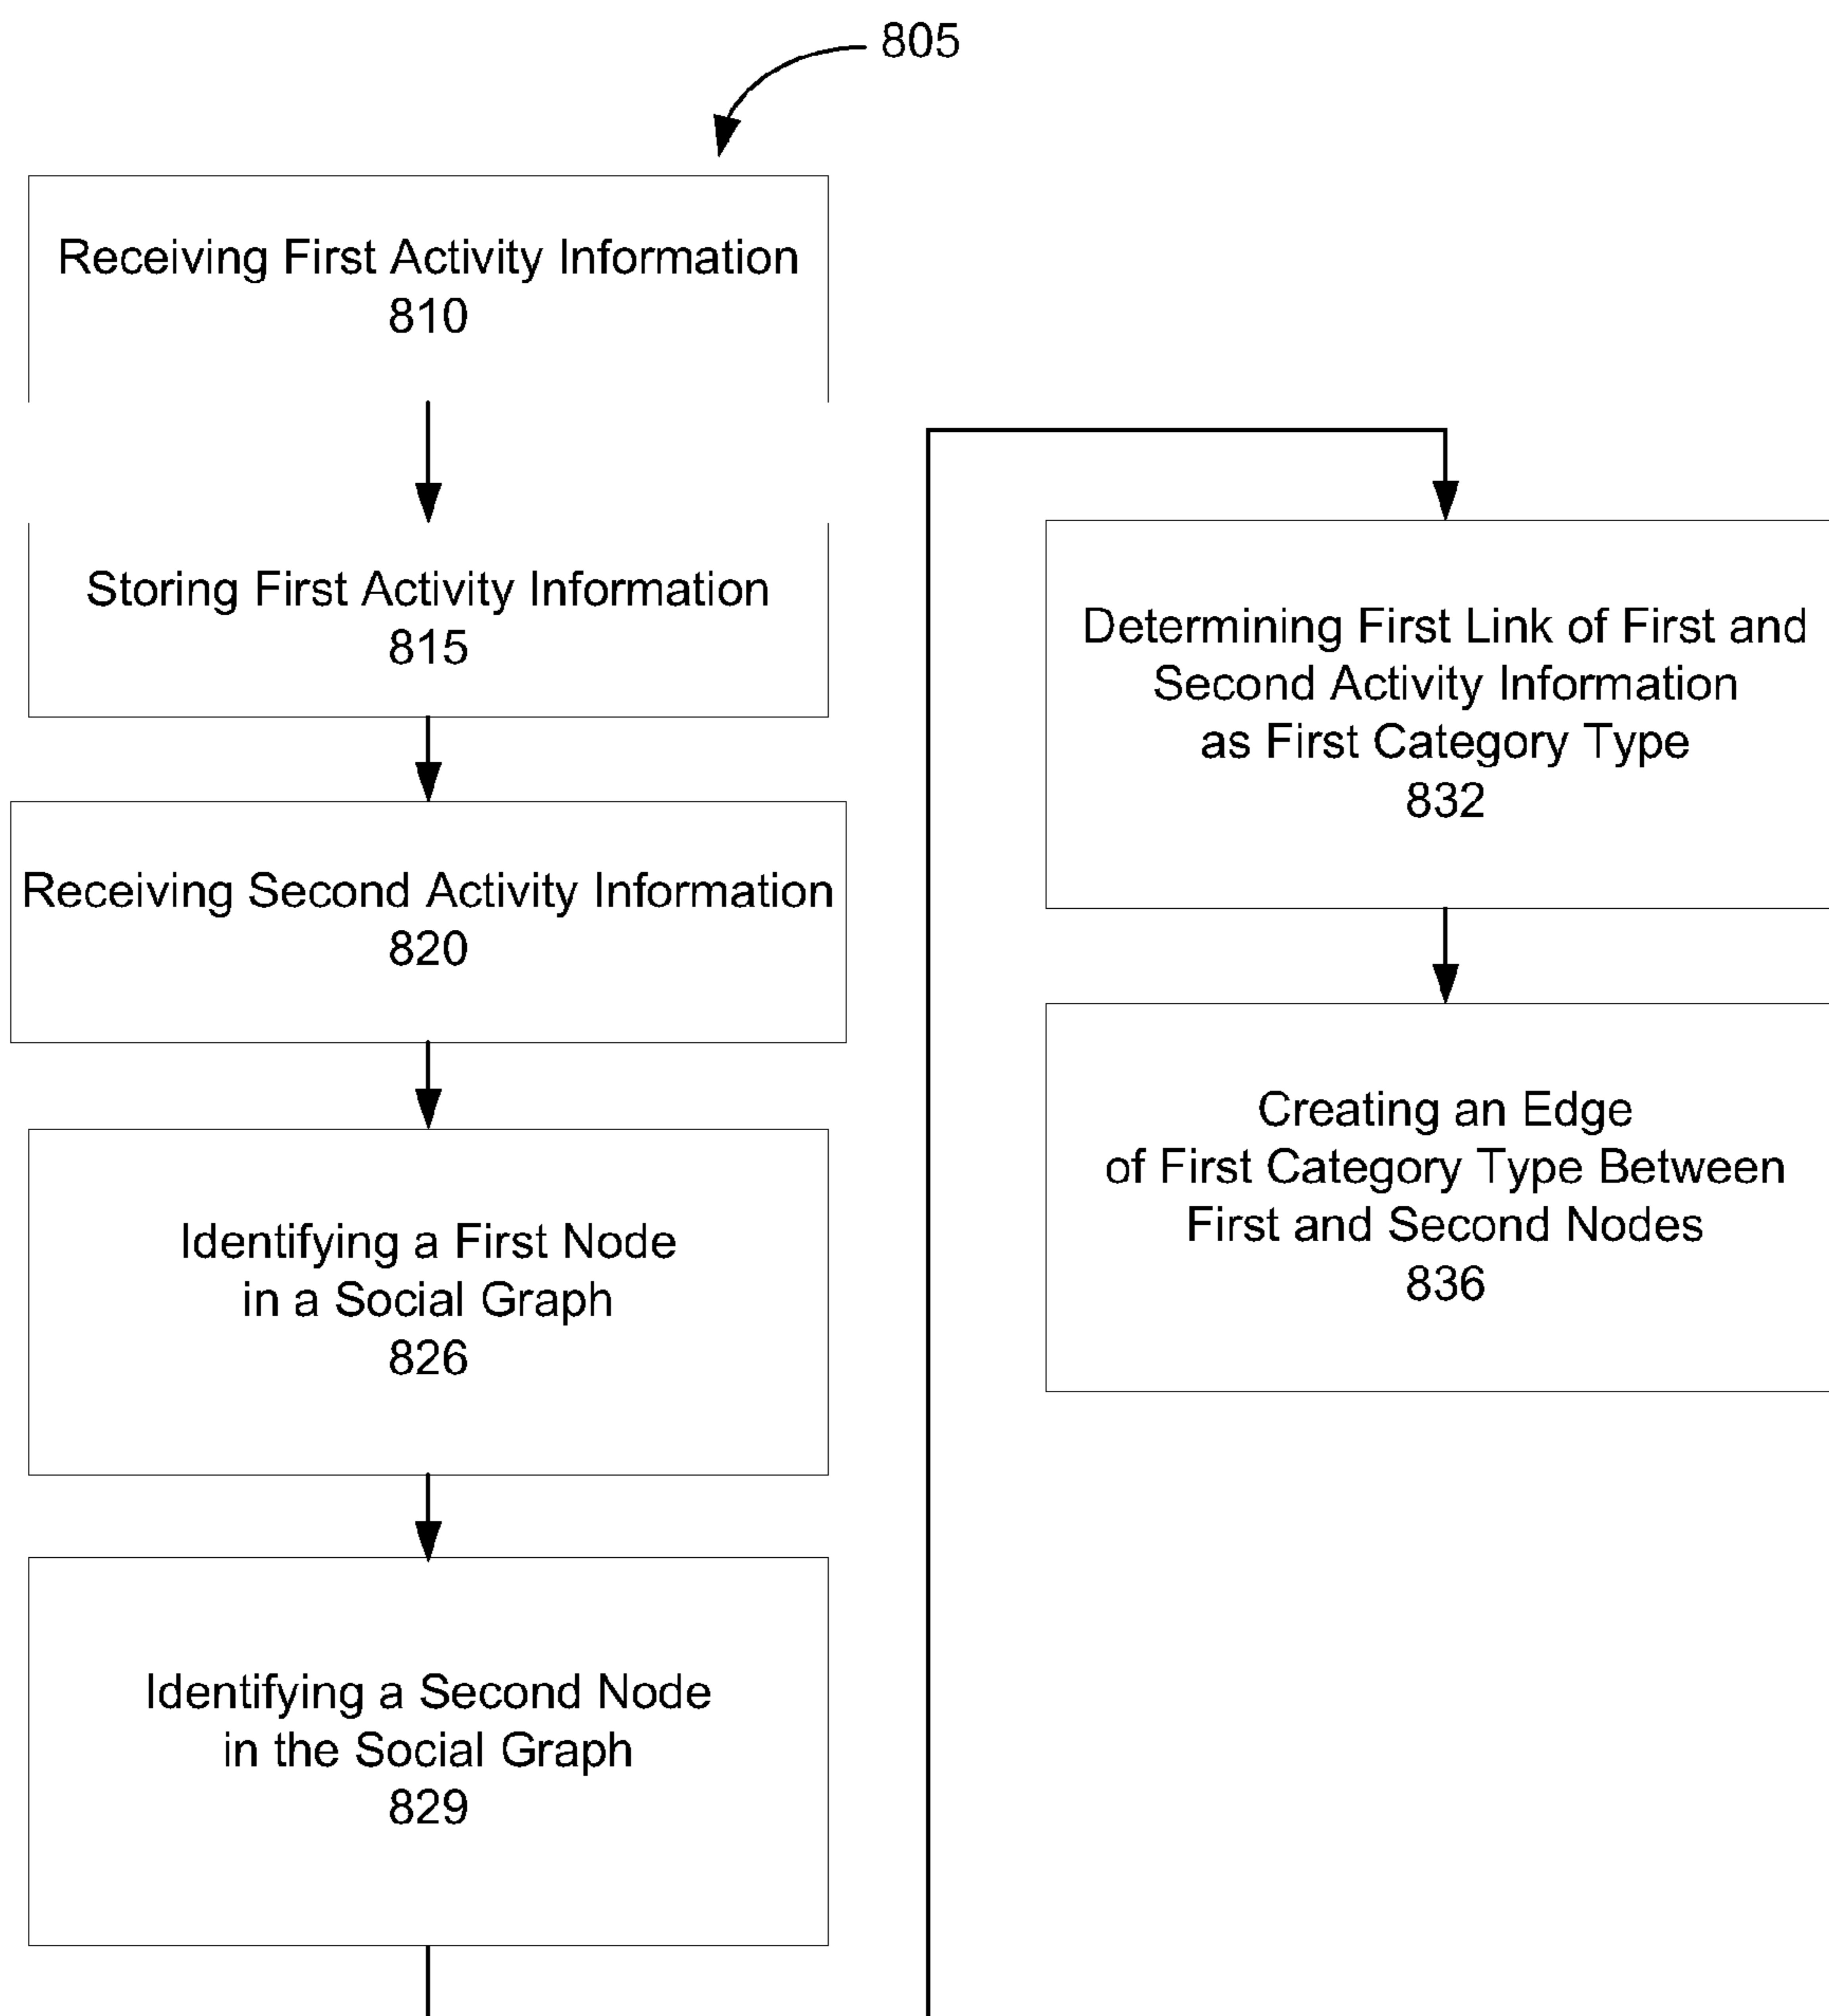 805
Receiving First Activity Information
810
Storing First Activity Information
815
Receiving Second Activity Information
820
Identifying a First Node
in a Social Graph
826
Identifying a Second Node
in the Social Graph
829
Determining First Link of First and
Second Activity Information
as First Category Type
832
Creating an Edge
of First Category Type Between
First and Second Nodes
836